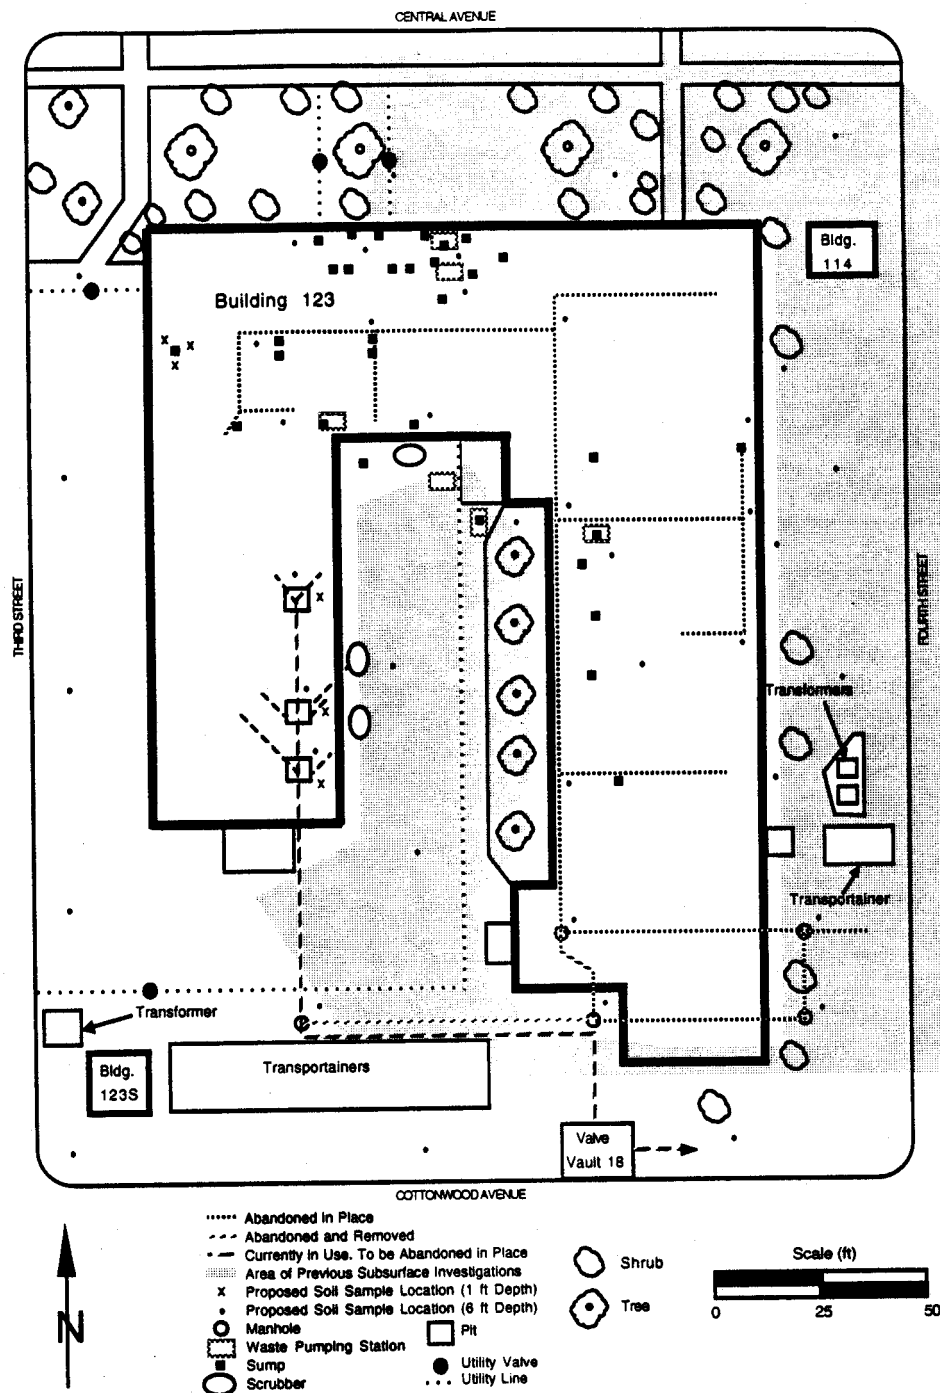 CENTRAL AVENUE
Bldg.
114
Building 123
THIRD STREET
FOURTH STREET
Transformers
Transportainer
Transformer
Bldg.
123S
Transportainers
Valve
Vault 18
COTTONWOOD AVENUE
Abandoned in Place
Abandoned and Removed
Currently In Use. To be Abandoned in Place
Area of Previous Subsurface Investigations
x Proposed Soil Sample Location (1 ft Depth)
Proposed Soil Sample Location (6 ft Depth)
Manhole
Pit
Waste Pumping Station
Sump
Utility Valve
Scrubber
Utility Line
Shrub
Tree
Scale (ft)
0 25 50
N